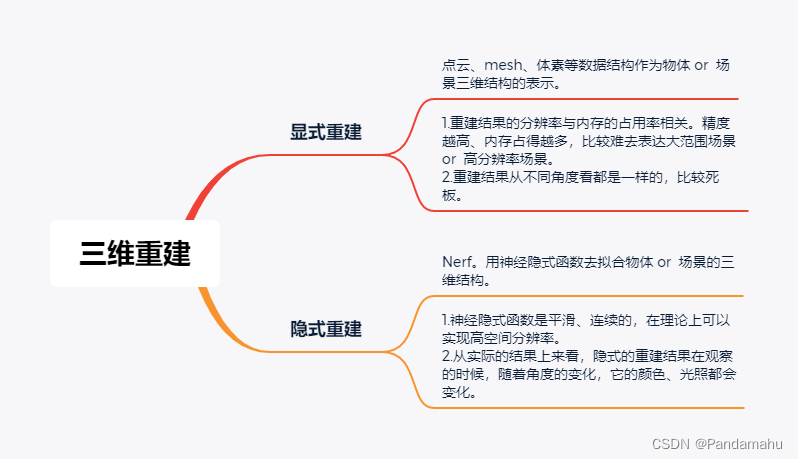 点云、mesh、体素等数据结构作为物体 or 场
景三维结构的表示。
显式重建
1.重建结果的分辨率与内存的占用率相关。精度
越高、内存占得越多，比较难去表达大范围场景
or 高分辨率场景。
2.重建结果从不同角度看都是一样的，比较死
板。
三维重建
Nerf。用神经隐式函数去拟合物体 or 场景的三
维结构。
隐式重建
1.神经隐式函数是平滑、连续的，在理论上可以
实现高空间分辨率。
2.从实际的结果上来看，隐式的重建结果在观察
的时候，随着角度的变化，它的颜色、光照都会
变化。
CSDN @Pandamahu